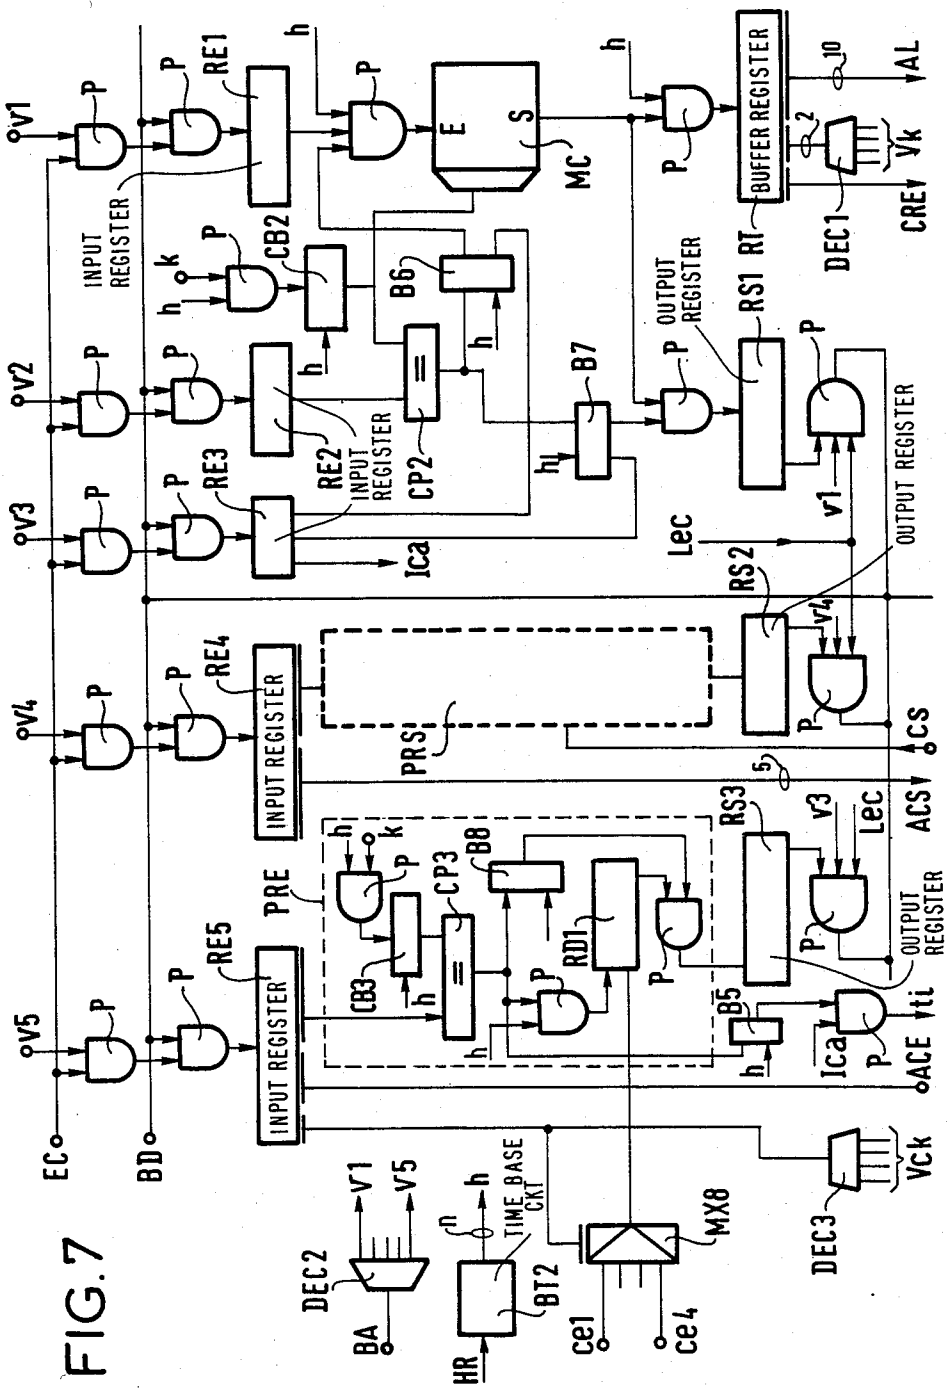 FIG.7
EC
BD
v5
v4
v3
v2
v1
P
P
P
P
P
P
P
P
P
P
INPUT REGISTER
RE5
INPUT REGISTER
RE4
RE3
INPUT
REGISTER
RE2
INPUT
REGISTER
RE1
DEC2
BA
v1
v5
HR
BT2
n
h
TIME BASE
CKT
PRE
h
k
P
CB3
h
CP3
B8
h
P
RD1
P
PRS
Ica
CP2
h
k
P
CB2
h
B6
h
h
P
E
S
MC
B7
h
h
P
P
ce1
ce4
MX8
DEC3
Vck
B5
h
Ica
P
ACE
ti
RS3
v3
Lec
P
OUTPUT
REGISTER
5
ACS
CS
RS2
v4
P
Lec
OUTPUT REGISTER
OUTPUT
REGISTER
RS1
v1
P
RT
BUFFER REGISTER
CRE
DEC1
2
Vk
10
AL